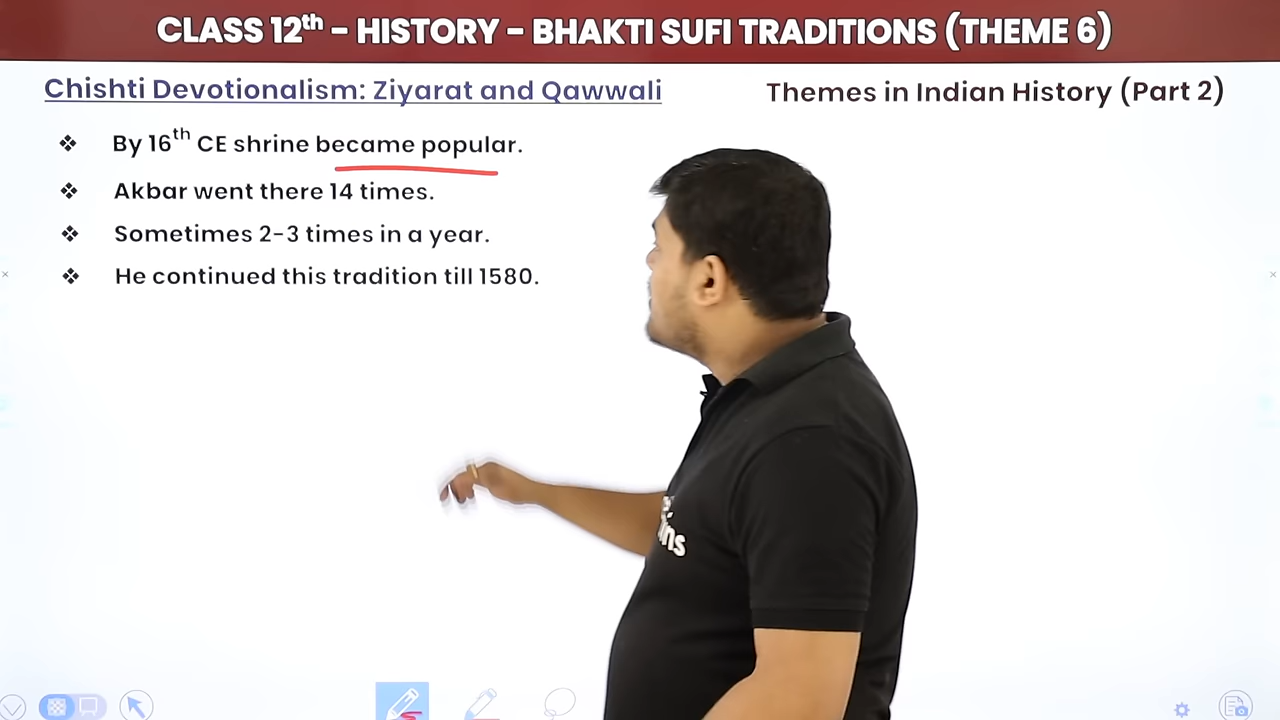 CLASS 12th – HISTORY – BHAKTI SUFI TRADITIONS (THEME 6)
Chishti Devotionalism: Ziyarat and Qawwali
Themes in Indian History (Part 2)
❖ By 16th CE shrine became popular.
❖ Akbar went there 14 times.
❖ Sometimes 2-3 times in a year.
❖ He continued this tradition till 1580.